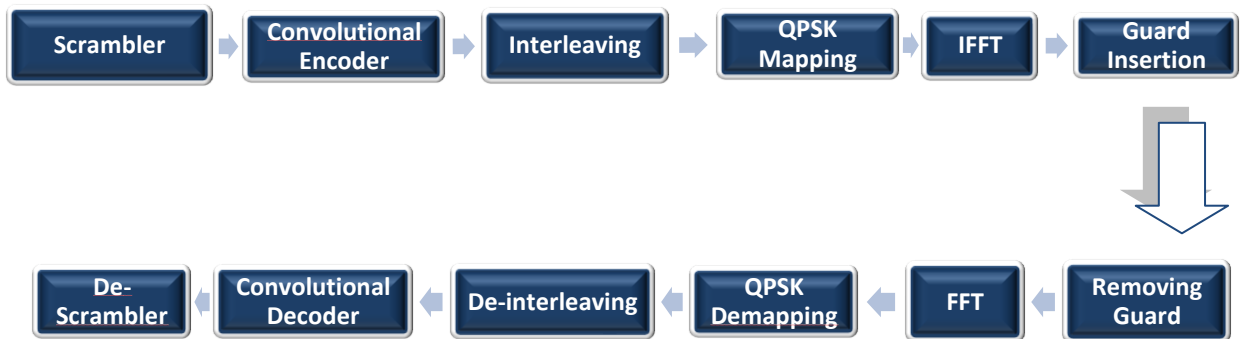 Scrambler
Convolutional
Encoder
Interleaving
QPSK
Mapping
IFFT
Guard
Insertion
De-
Scrambler
Convolutional
Decoder
De-interleaving
QPSK
Demapping
FFT
Removing
Guard